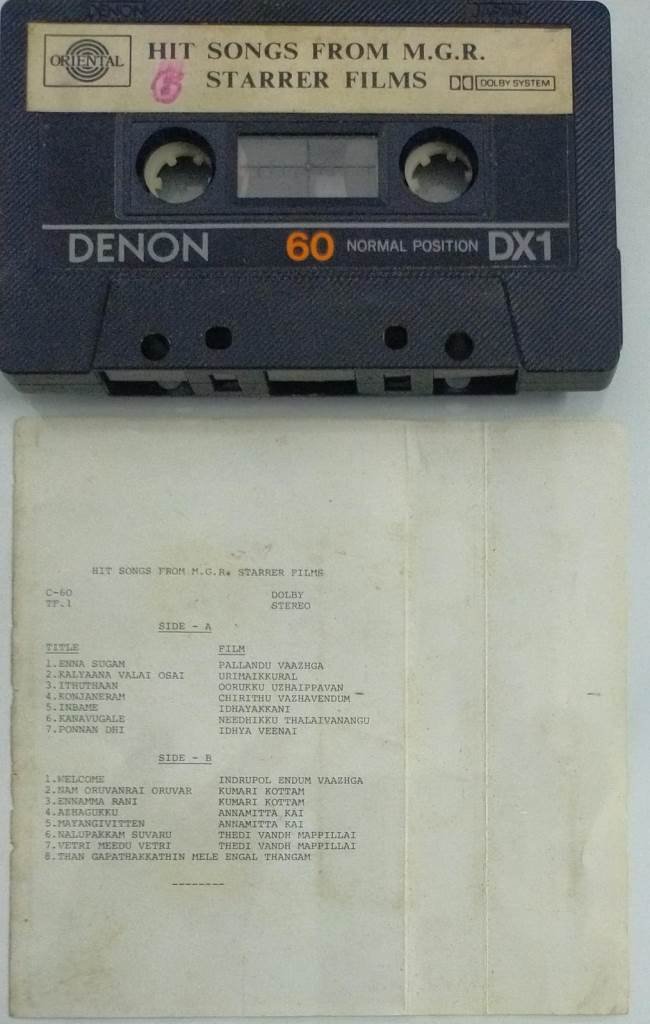 DENON
JAPAN
ORIENTAL
HIT SONGS FROM M.G.R.
6 STARRER FILMS DOLBY SYSTEM
DENON 60 NORMAL POSITION DX1
HIT SONGS FROM M.G.R. STARRER FILMS
C-60 DOLBY
TF.1 STEREO
SIDE - A
TITLE FILM
1.ENNA SUGAM PALLANDU VAAZHGA
2.KALYAANA VALAI OSAI URIMAIKKURAL
3.ITHUTHAAN OORUKKU UZHAIPPAVAN
4.KONJANERAM CHIRITHU VAZHAVENDUM
5.INBAME IDHAYAKKANI
6.KANAVUGALE NEEDHIKKU THALAIVANANGU
7.PONNAN DHI IDHYA VEENAI
SIDE - B
1.WELCOME INDRUPOL ENDUM VAAZHGA
2.NAM ORUVANRAI ORUVAR KUMARI KOTTAM
3.ENNAMMA RANI KUMARI KOTTAM
4.AZHAGUKKU ANNAMITTA KAI
5.MAYANGIVITTEN ANNAMITTA KAI
6.NALUPAKKAM SUVARU THEDI VANDH MAPPILLAI
7.VETRI MEEDU VETRI THEDI VANDH MAPPILLAI
8.THAN GAPATHAKKATHIN MELE ENGAL THANGAM
--------